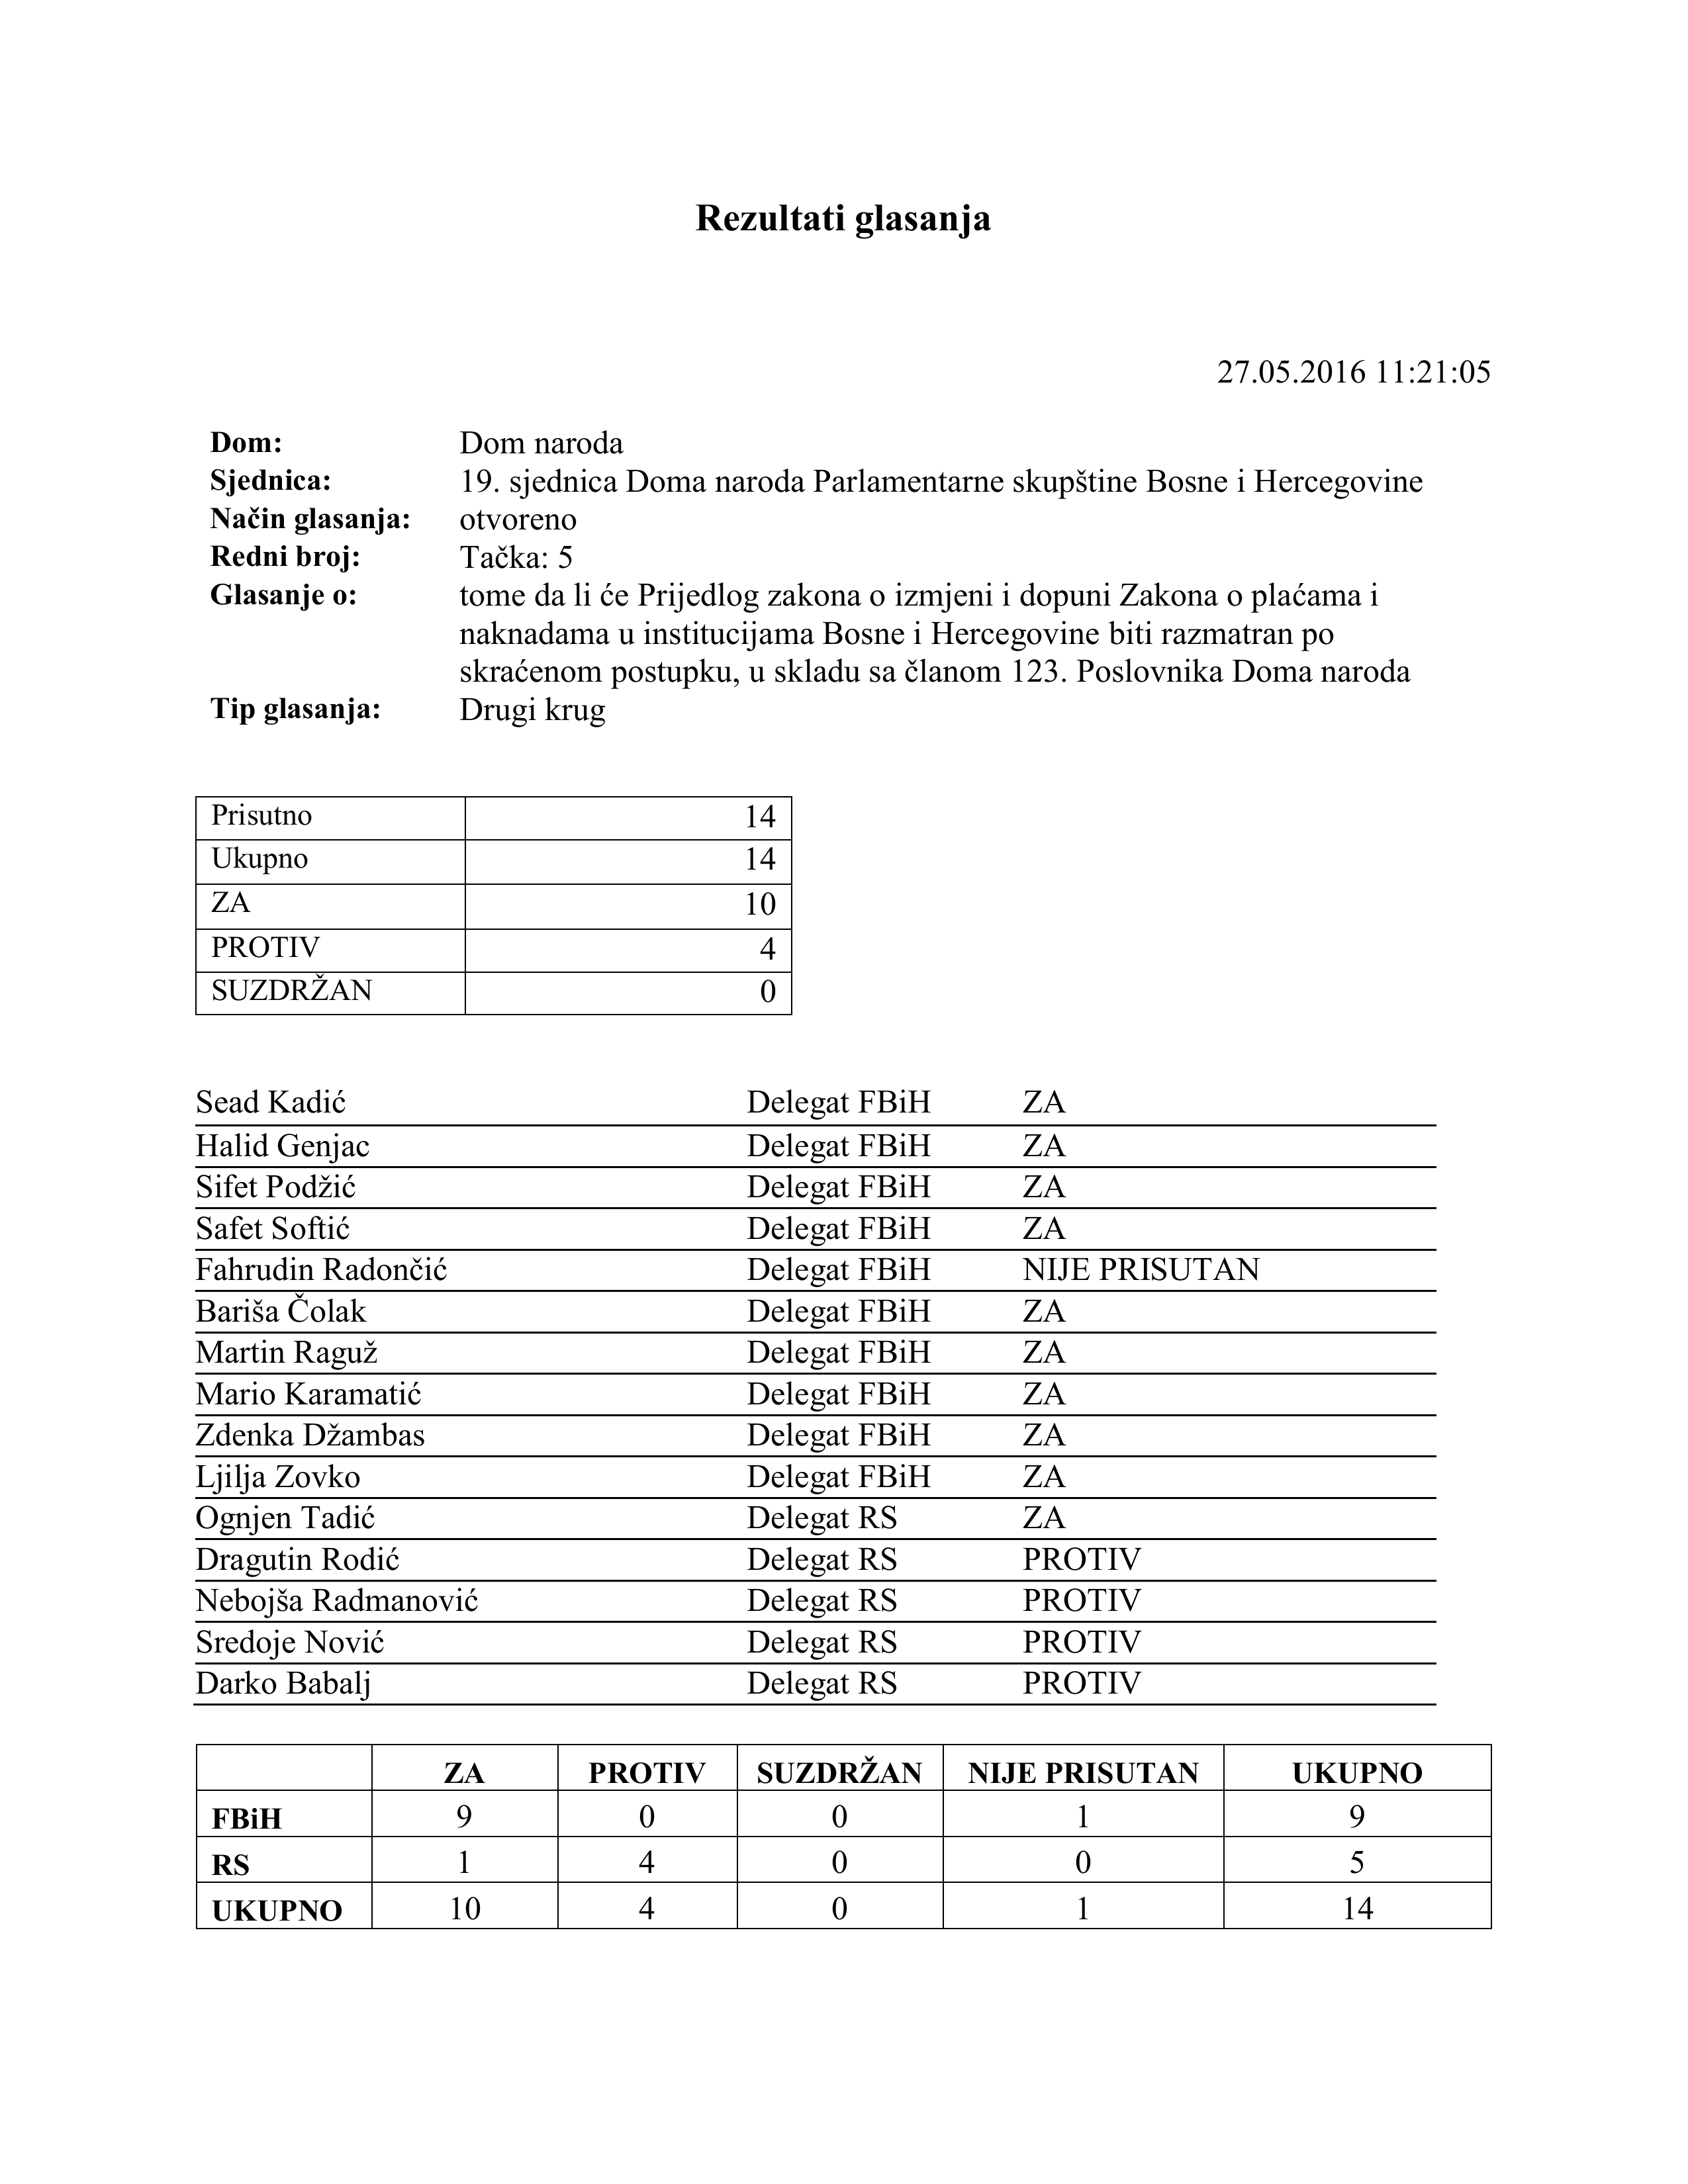 Rezultati glasanja
27.05.2016 11:21:05
Dom: Dom naroda
Sjednica: 19. sjednica Doma naroda Parlamentarne skupštine Bosne i Hercegovine
Način glasanja: otvoreno
Redni broj: Tačka: 5
Glasanje o: tome da li će Prijedlog zakona o izmjeni i dopuni Zakona o plaćama i
naknadama u institucijama Bosne i Hercegovine biti razmatran po
skraćenom postupku, u skladu sa članom 123. Poslovnika Doma naroda
Tip glasanja: Drugi krug
Prisutno 14
Ukupno 14
ZA 10
PROTIV 4
SUZDRŽAN 0
Sead Kadić Delegat FBiH ZA
Halid Genjac Delegat FBiH ZA
Sifet Podžić Delegat FBiH ZA
Safet Softić Delegat FBiH ZA
Fahrudin Radončić Delegat FBiH NIJE PRISUTAN
Bariša Čolak Delegat FBiH ZA
Martin Raguž Delegat FBiH ZA
Mario Karamatić Delegat FBiH ZA
Zdenka Džambas Delegat FBiH ZA
Ljilja Zovko Delegat FBiH ZA
Ognjen Tadić Delegat RS ZA
Dragutin Rodić Delegat RS PROTIV
Nebojša Radmanović Delegat RS PROTIV
Sredoje Nović Delegat RS PROTIV
Darko Babalj Delegat RS PROTIV
ZA PROTIV SUZDRŽAN NIJE PRISUTAN UKUPNO
FBiH 9 0 0 1 9
RS 1 4 0 0 5
UKUPNO 10 4 0 1 14